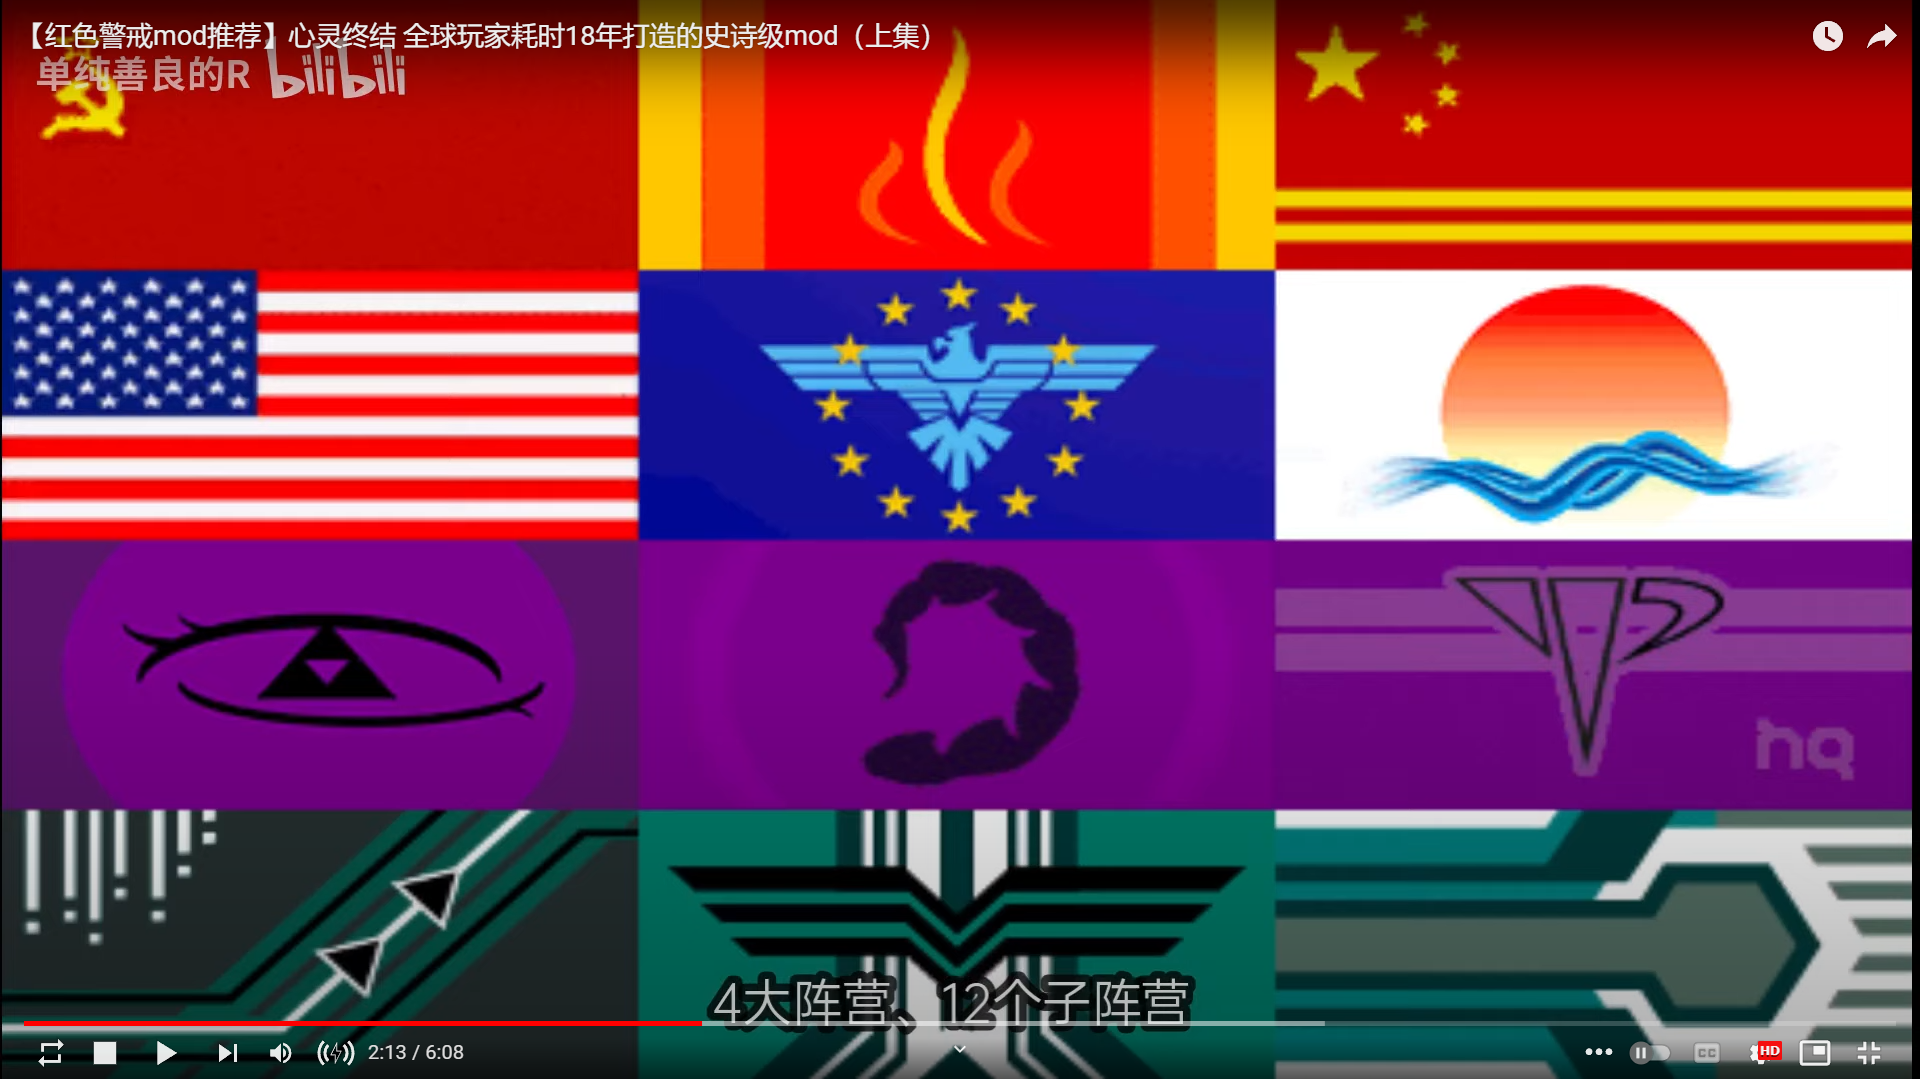 【红色警戒mod推荐】心灵终结 全球玩家耗时18年打造的史诗级mod（上集）
单纯善良的R bilibili
hq
4大阵营、12个子阵营
2:13 / 6:08
CC
HD